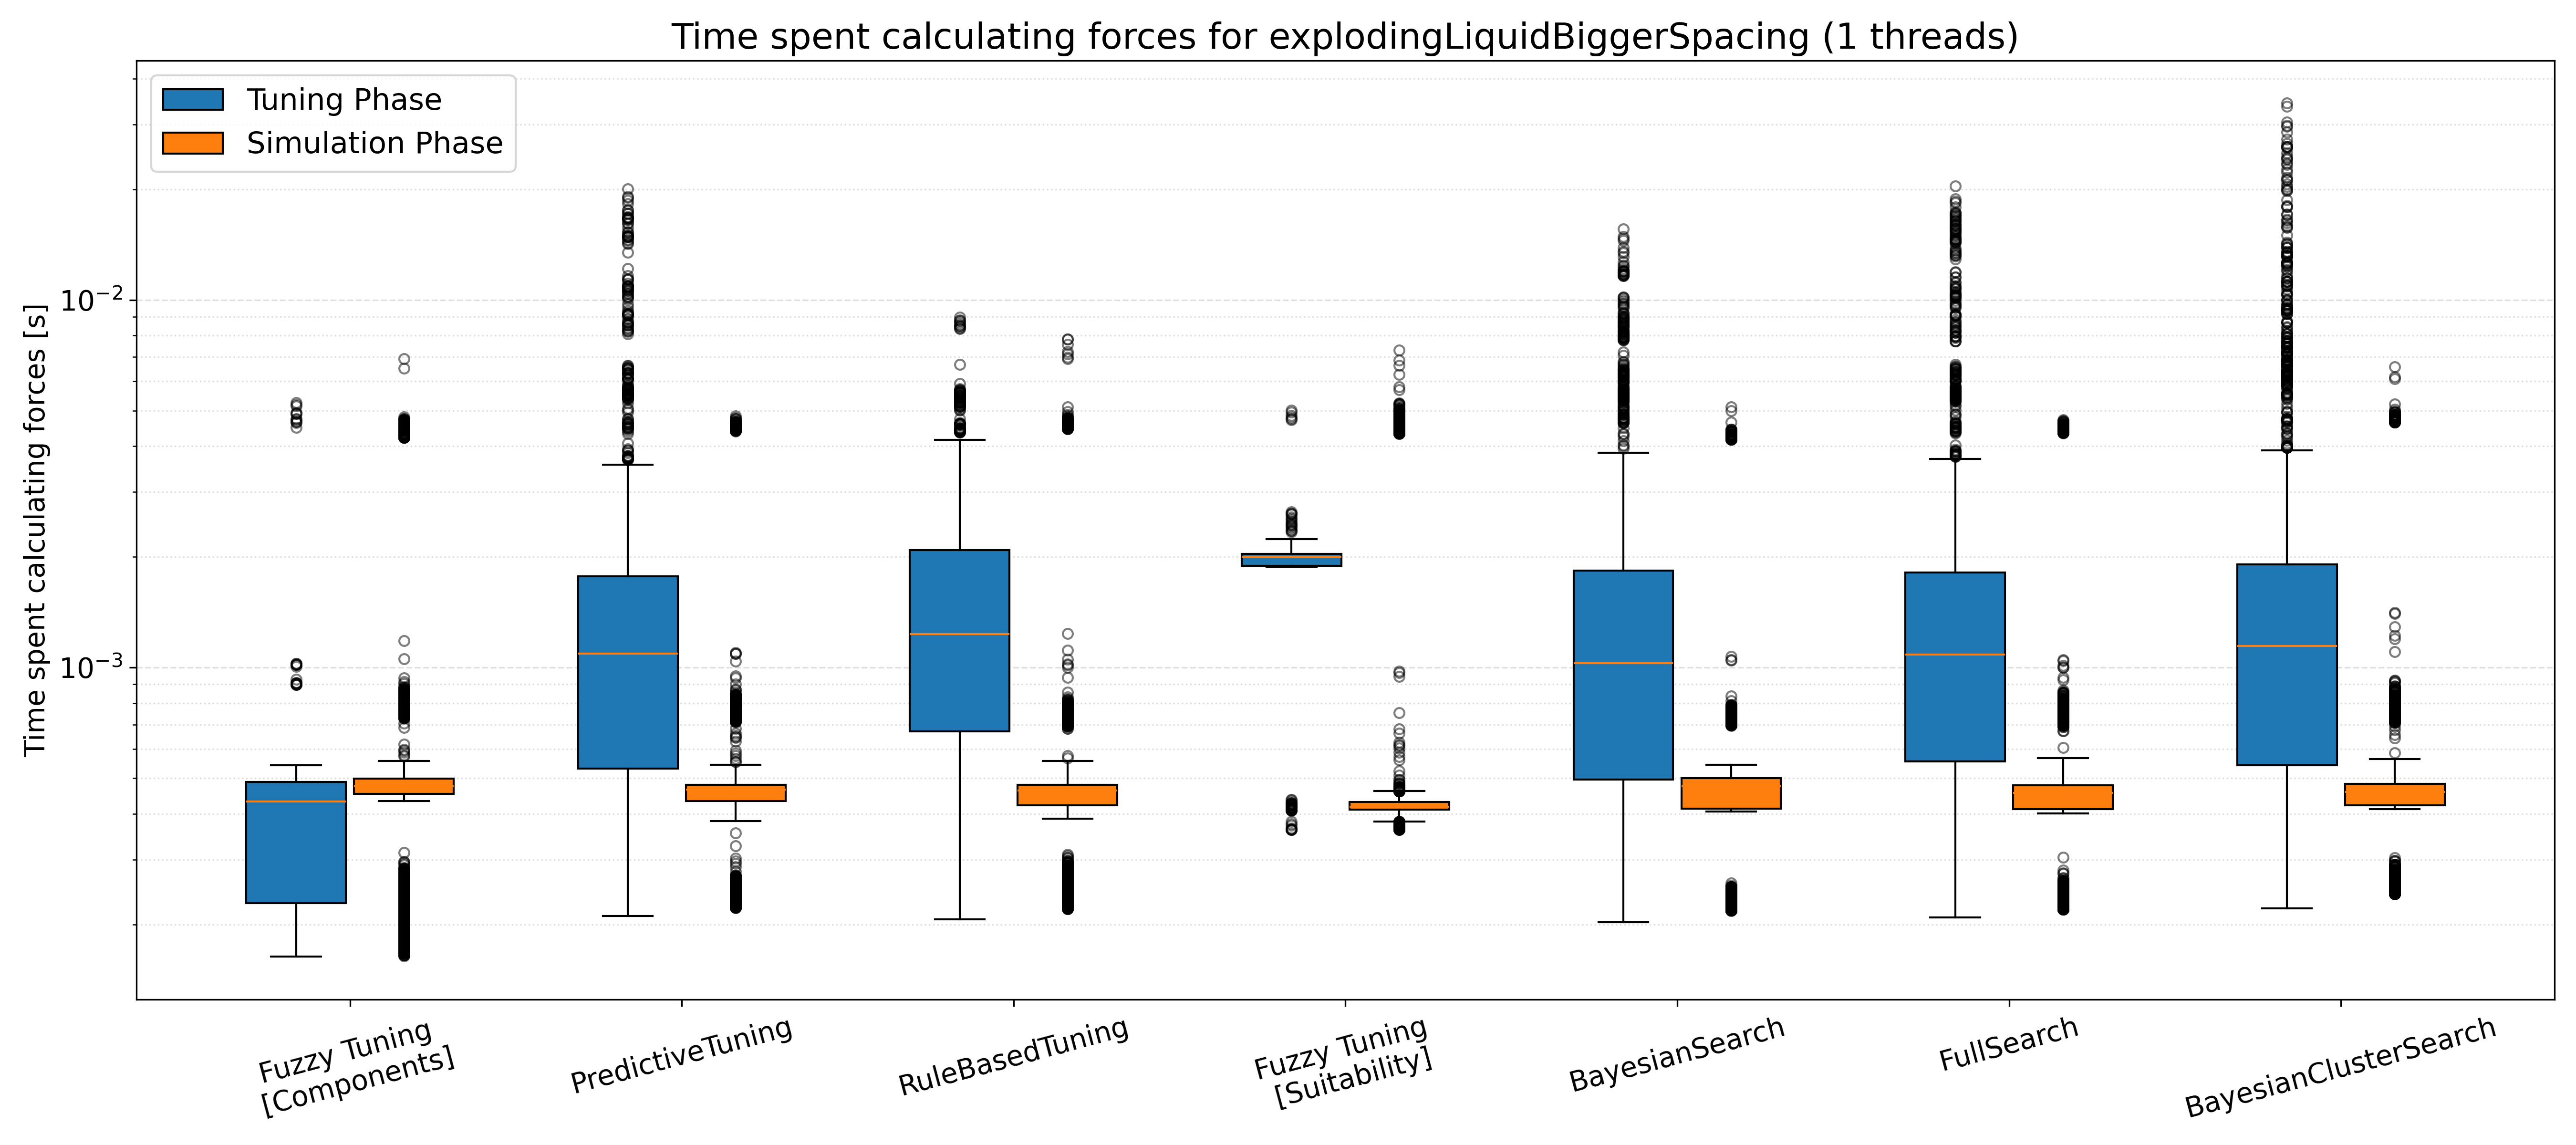 Time spent calculating forces for explodingLiquidBiggerSpacing (1 threads)
Tuning Phase
Simulation Phase
Time spent calculating forces [s]
10⁻²
10⁻³
Fuzzy Tuning
[Components]
PredictiveTuning
RuleBasedTuning
Fuzzy Tuning
[Suitability]
BayesianSearch
FullSearch
BayesianClusterSearch